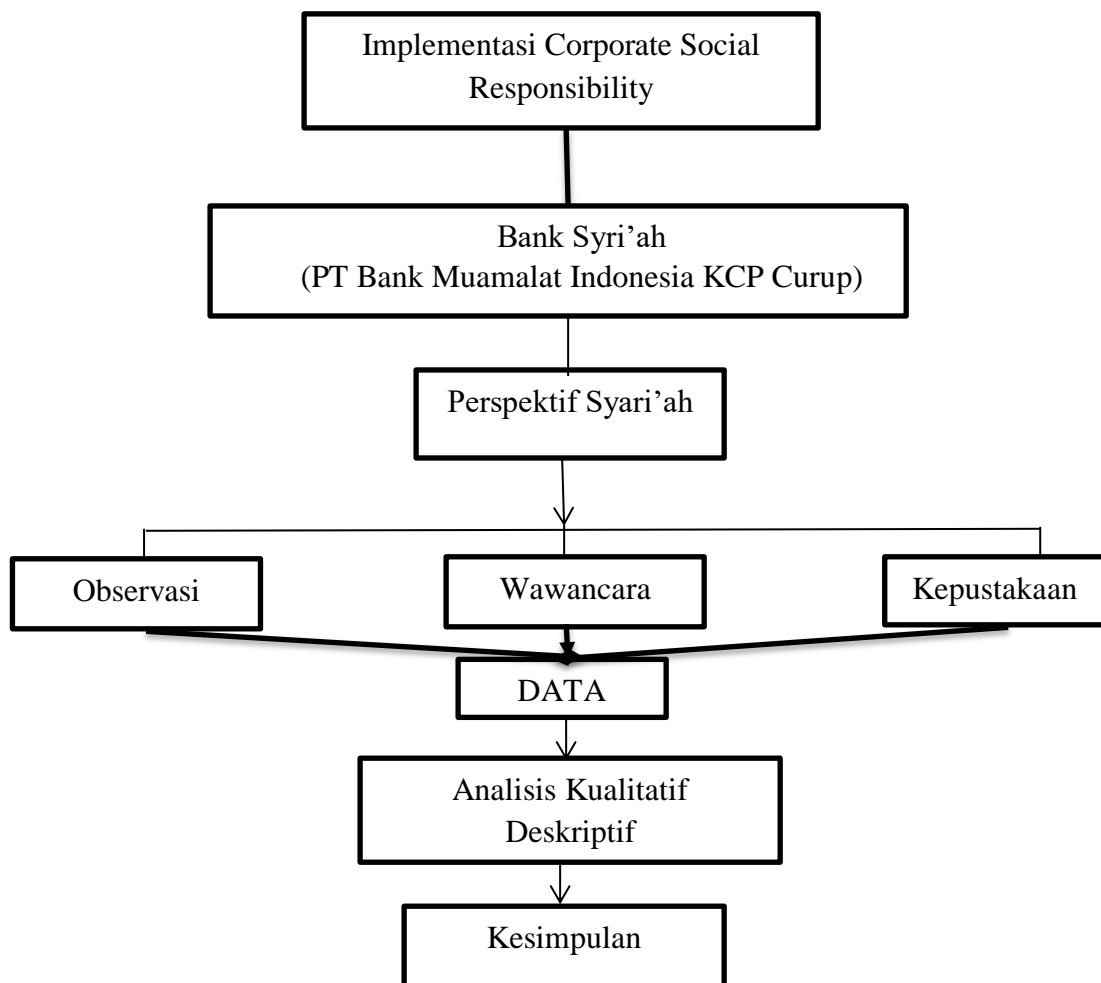 Implementasi Corporate Social
Responsibility
Bank Syri’ah
(PT Bank Muamalat Indonesia KCP Curup)
Perspektif Syari’ah
Observasi
Wawancara
Kepustakaan
DATA
Analisis Kualitatif
Deskriptif
Kesimpulan